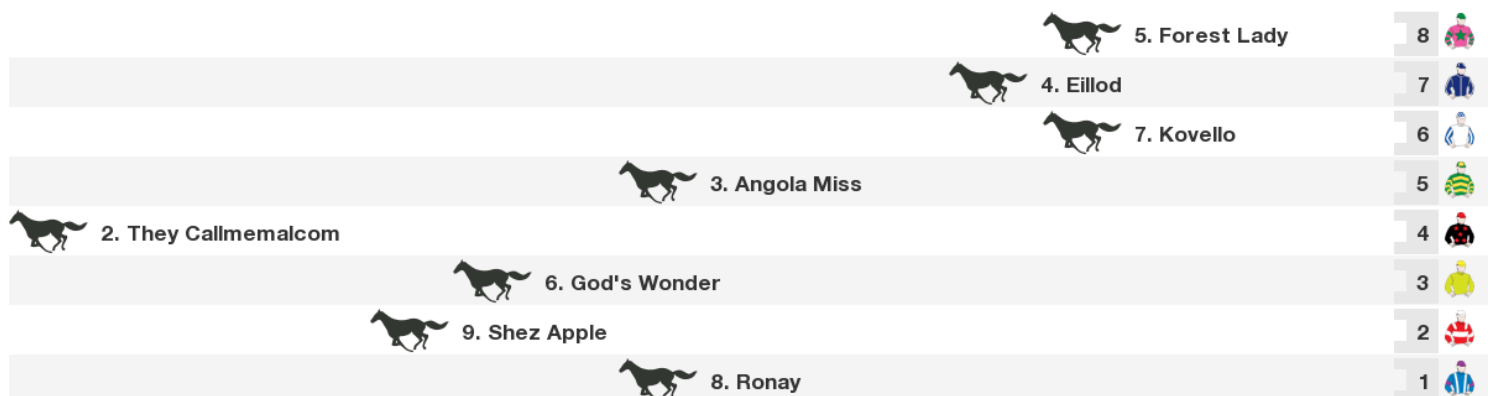 5. Forest Lady 8
4. Eillod 7
7. Kovello 6
3. Angola Miss 5
2. They Callmemalcom 4
6. God's Wonder 3
9. Shez Apple 2
8. Ronay 1